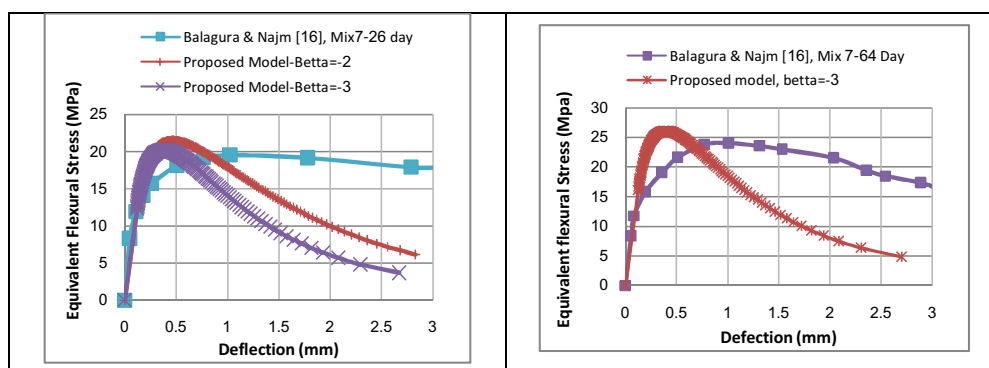 Balagura & Najm [16], Mix7-26 day
Proposed Model-Betta=-2
Proposed Model-Betta=-3
25
20
15
10
5
0
0 0.5 1 1.5 2 2.5 3
Equivalent Flexural Stress (MPa)
Deflection (mm)
Balagura & Najm [16], Mix 7-64 Day
Proposed model, betta=-3
30
25
20
15
10
5
0
0 0.5 1 1.5 2 2.5 3
Equivalent flexural Stress (Mpa)
Defection (mm)